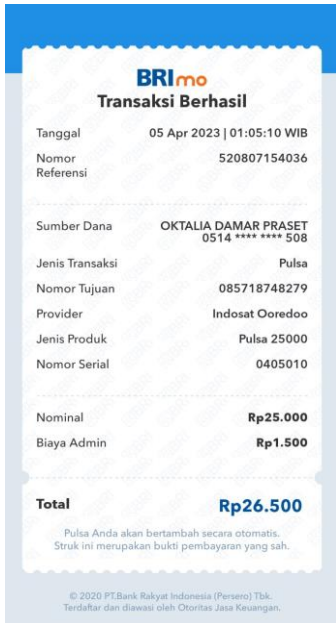 BRImo
Transaksi Berhasil
Tanggal 05 Apr 2023 | 01:05:10 WIB
Nomor Referensi 520807154036
Sumber Dana OKTALIA DAMAR PRASET
0514 **** **** 508
Jenis Transaksi Pulsa
Nomor Tujuan 085718748279
Provider Indosat Ooredoo
Jenis Produk Pulsa 25000
Nomor Serial 0405010
Nominal Rp25.000
Biaya Admin Rp1.500
Total Rp26.500
Pulsa Anda akan bertambah secara otomatis.
Struk ini merupakan bukti pembayaran yang sah.
© 2020 PT.Bank Rakyat Indonesia (Persero) Tbk.
Terdaftar dan diawasi oleh Otoritas Jasa Keuangan.